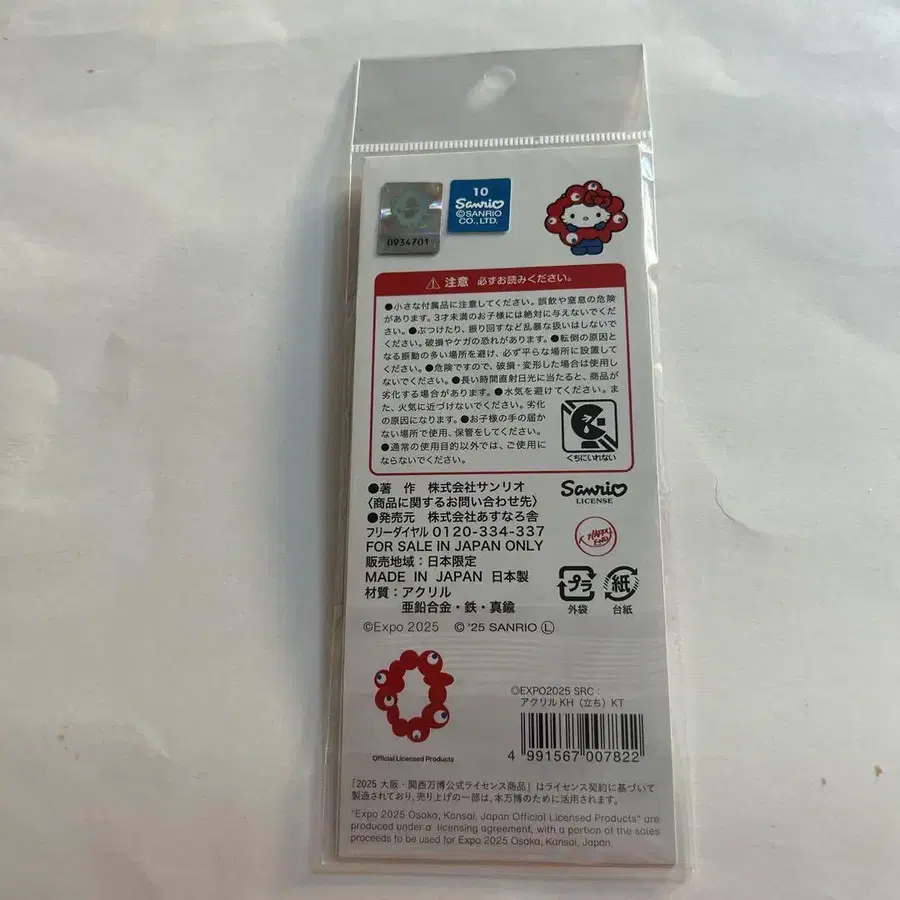 0934701
10
Sanrio
©SANRIO
CO., LTD.
注意 必ずお読みください。
●小さな付属品に注意してください。誤飲や窒息の危険
があります。3才未満のお子様には絶対に与えないでくだ
さい。●ぶつけたり、振り回すなど乱暴な扱いはしないで
ください。破損やケガの恐れがあります。●転倒の原因と
なる振動の多い場所を避け、必ず平らな場所に設置して
ください。●危険ですので、破損・変形した場合は使用し
ないでください。●長い時間直射日光に当たると、商品が
劣化する場合があります。●水気を避けてください。ま
た、火気に近づけないでください。劣化
の原因になります。●お子様の手の届か
ない場所で使用、保管をしてください。
●通常の使用目的以外では、ご使用に
ならないでください。
くちにいれない
●著 作 株式会社サンリオ
〈商品に関するお問い合わせ先〉
●発売元 株式会社あすなろ舎
フリーダイヤル 0120-334-337
FOR SALE IN JAPAN ONLY
販売地域：日本限定
MADE IN JAPAN 日本製
材質：アクリル
亜鉛合金・鉄・真鍮
Sanrio
LICENSE
HAPPY
End
プラ
外袋
紙
台紙
©Expo 2025 © '25 SANRIO Ⓛ
Official Licensed Products
©EXPO2025 SRC：
アクリルKH（立ち）KT
4 991567 007822
「2025 大阪・関西万博公式ライセンス商品」はライセンス契約に基づいて
製造されており、売り上げの一部は、本万博のために活用されます。
"Expo 2025 Osaka, Kansai, Japan Official Licensed Products" are
produced under a licensing agreement, with a portion of the sales
proceeds to be used for Expo 2025 Osaka, Kansai, Japan.